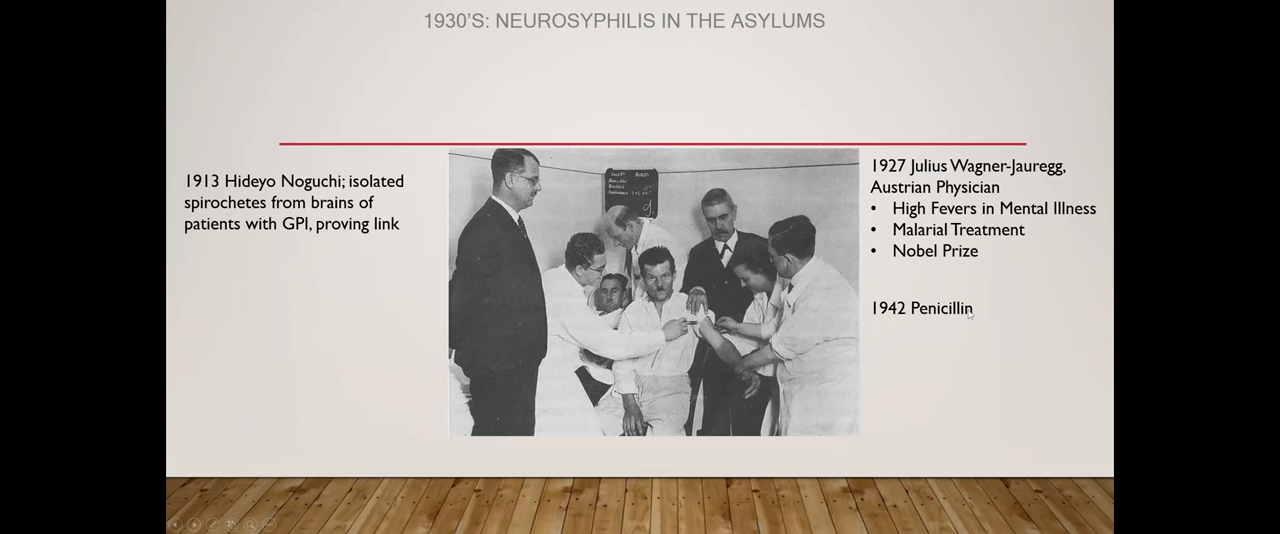 1930'S: NEUROSYPHILIS IN THE ASYLUMS
1913 Hideyo Noguchi; isolated
spirochetes from brains of
patients with GPI, proving link
1927 Julius Wagner-Jauregg,
Austrian Physician
• High Fevers in Mental Illness
• Malarial Treatment
• Nobel Prize
1942 Penicillin